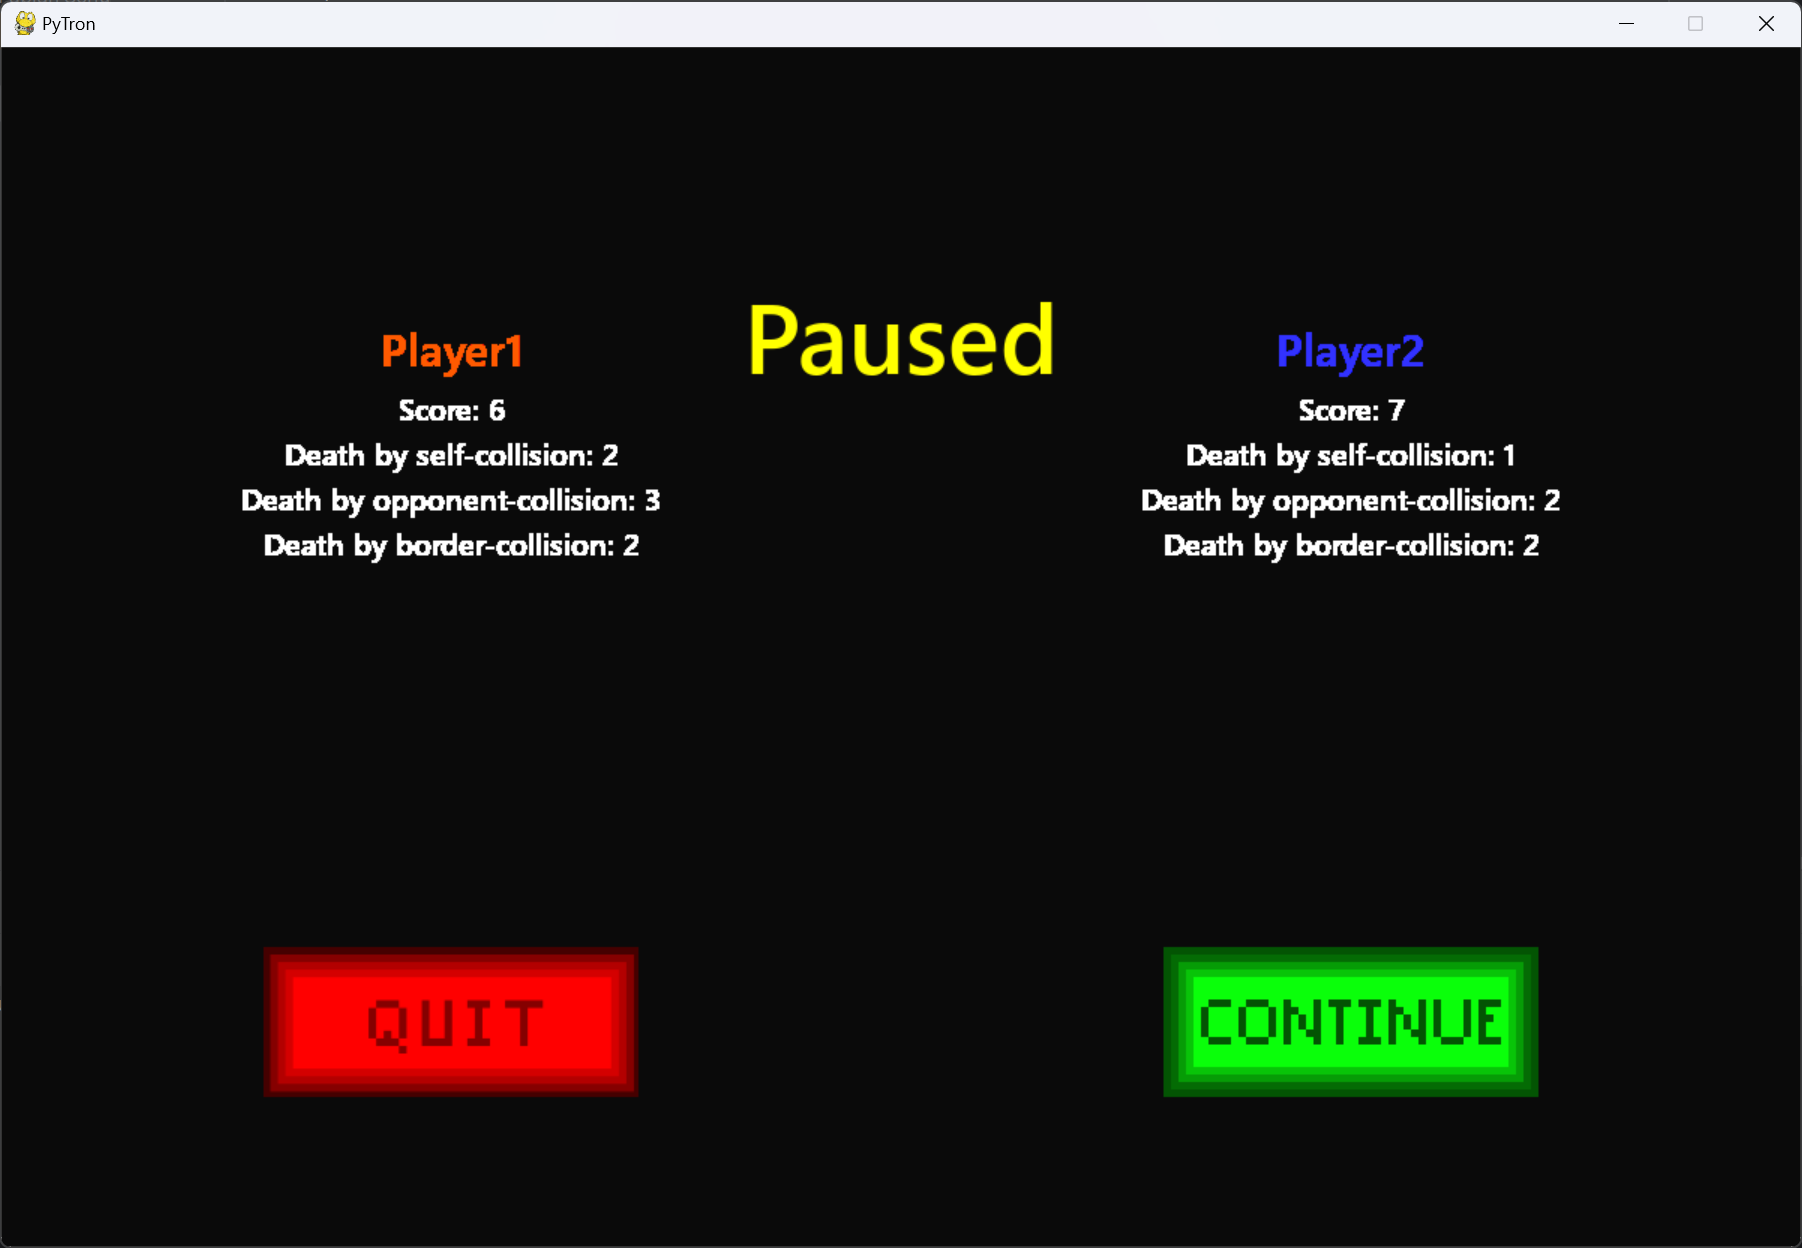 PyTron
Paused
Player1
Score: 6
Death by self-collision: 2
Death by opponent-collision: 3
Death by border-collision: 2
Player2
Score: 7
Death by self-collision: 1
Death by opponent-collision: 2
Death by border-collision: 2
QUIT
CONTINUE